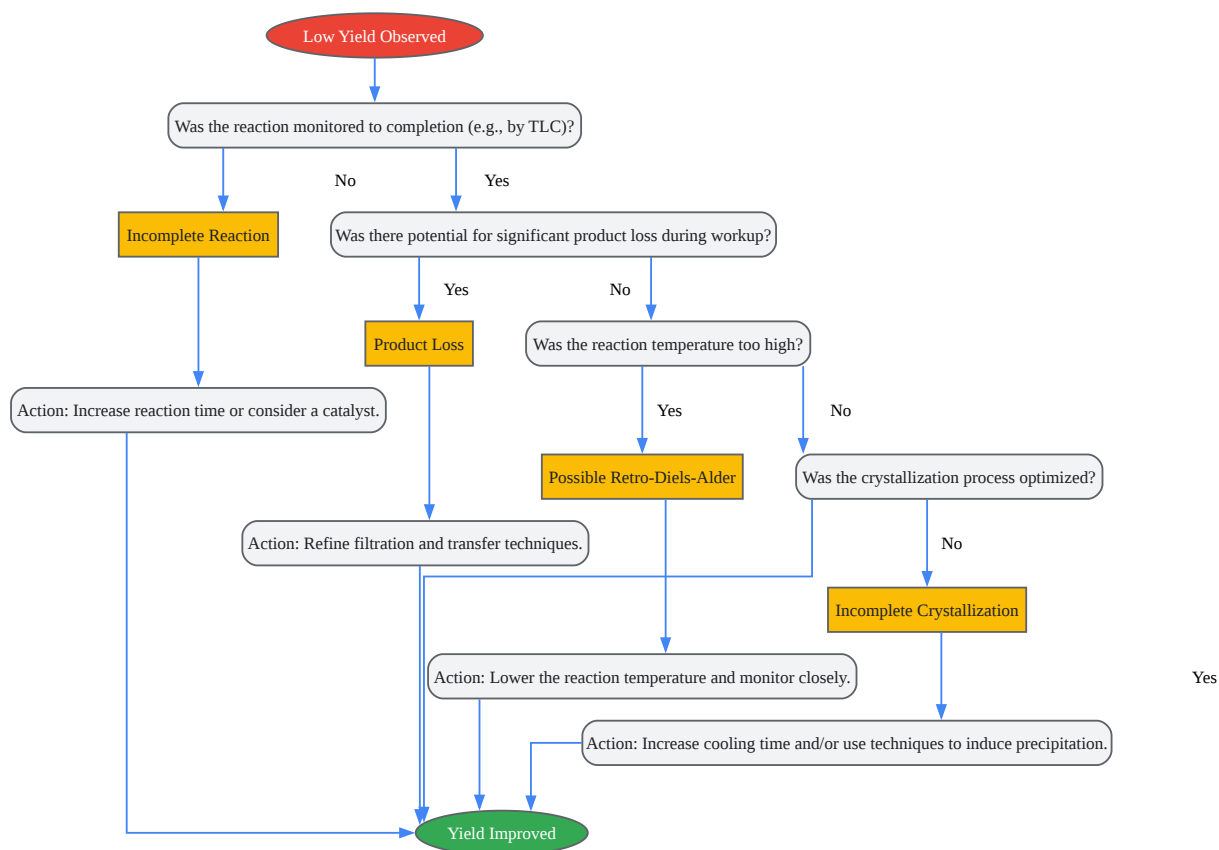 Low Yield Observed
Was the reaction monitored to completion (e.g., by TLC)?
No
Yes
Incomplete Reaction
Was there potential for significant product loss during workup?
Yes
No
Product Loss
Was the reaction temperature too high?
Action: Increase reaction time or consider a catalyst.
Yes
No
Possible Retro-Diels-Alder
Was the crystallization process optimized?
Action: Refine filtration and transfer techniques.
No
Incomplete Crystallization
Action: Lower the reaction temperature and monitor closely.
Yes
Action: Increase cooling time and/or use techniques to induce precipitation.
Yield Improved